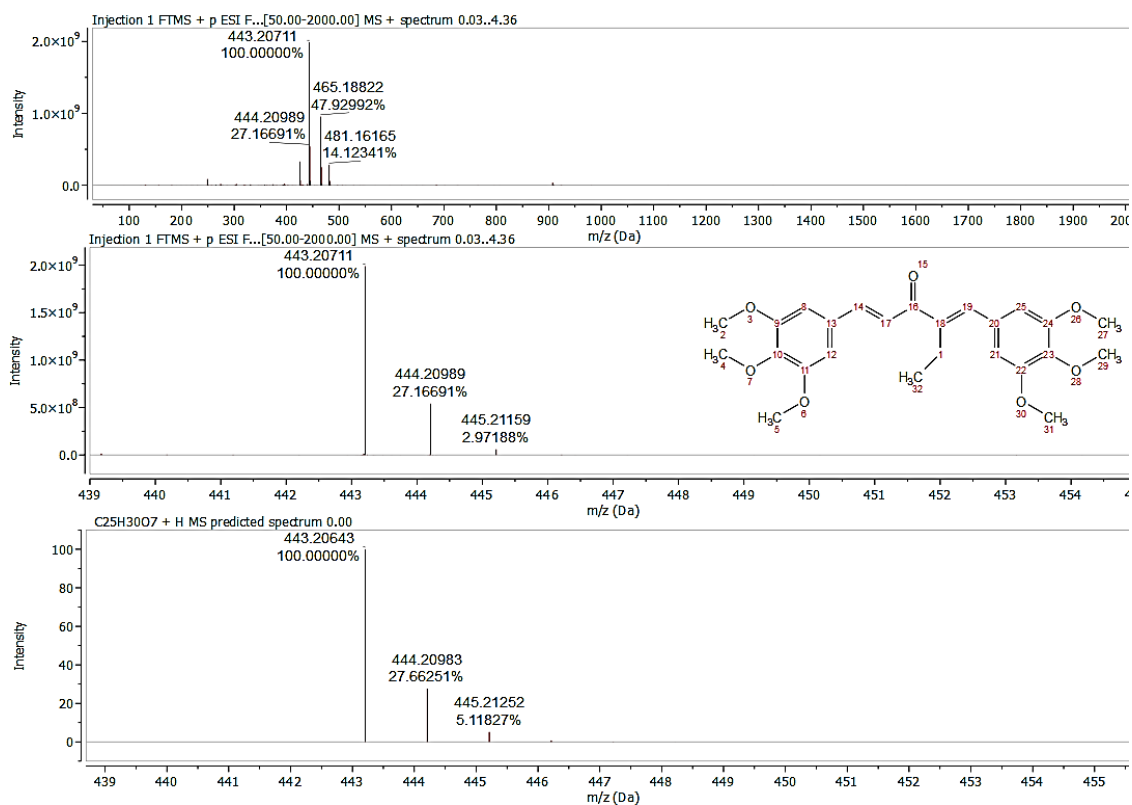 Injection 1 FTMS + p ESI F...[50.00-2000.00] MS + spectrum 0.03..4.36
443.20711
100.00000%
465.18822
47.92992%
444.20989
27.16691%
481.16165
14.12341%
2.0×10⁹
1.0×10⁹
0.0
Intensity
100 200 300 400 500 600 700 800 900 1000 1100 1200 1300 1400 1500 1600 1700 1800 1900
m/z (Da)
Injection 1 FTMS + p ESI F...[50.00-2000.00] MS + spectrum 0.03..4.36
443.20711
100.00000%
444.20989
27.16691%
445.21159
2.97188%
2.0×10⁹
1.5×10⁹
1.0×10⁹
5.0×10⁸
0.0
Intensity
O
15
14 16 19
8 13 17 18 20 25
H₃C O 9 12 1 21 24 O CH₃
2 3 26 27
H₃C O 10 11 H₃C 22 23 O CH₃
4 7 32 28 29
O O
6 30
CH₃ CH₃
5 31
439 440 441 442 443 444 445 446 447 448 449 450 451 452 453 454
m/z (Da)
C25H30O7 + H MS predicted spectrum 0.00
443.20643
100.00000%
444.20983
27.66251%
445.21252
5.11827%
100
80
60
40
20
0
Intensity
439 440 441 442 443 444 445 446 447 448 449 450 451 452 453 454 455
m/z (Da)